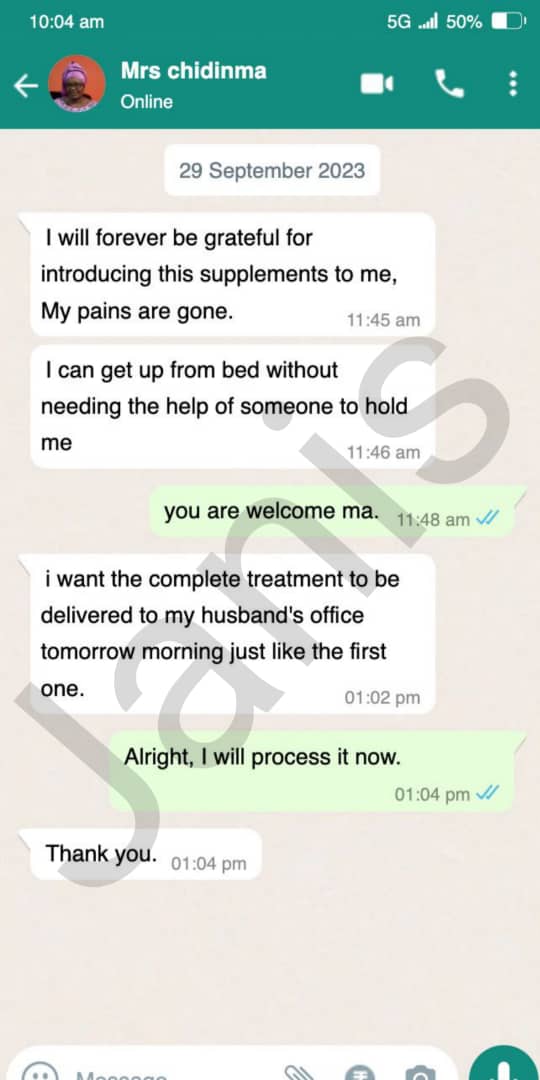 10:04 am 5G 50%
Mrs chidinma
Online
29 September 2023
I will forever be grateful for
introducing this supplements to me,
My pains are gone. 11:45 am
I can get up from bed without
needing the help of someone to hold
me 11:46 am
you are welcome ma. 11:48 am
i want the complete treatment to be
delivered to my husband's office
tomorrow morning just like the first
one. 01:02 pm
Alright, I will process it now.
01:04 pm
Thank you. 01:04 pm
Janis
Message